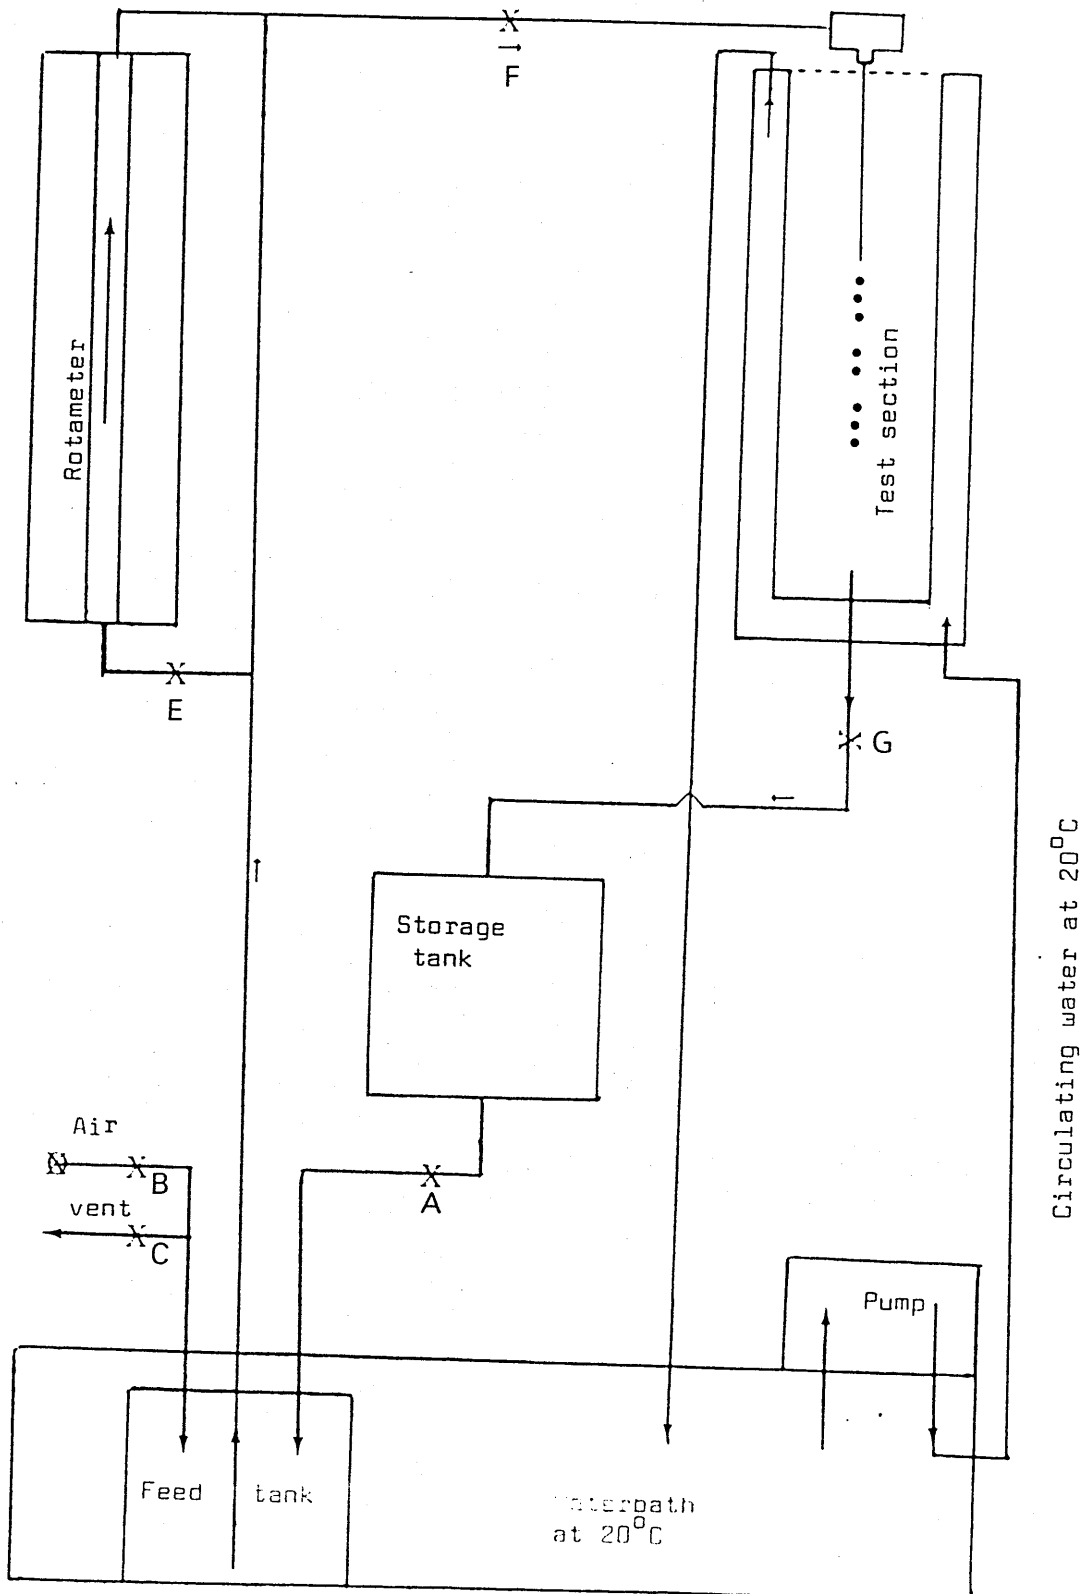 F
Rotameter
Test section
E
G
Storage
tank
Circulating water at 20°C
Air
B
vent
C
A
Pump
Feed tank
at 20°C